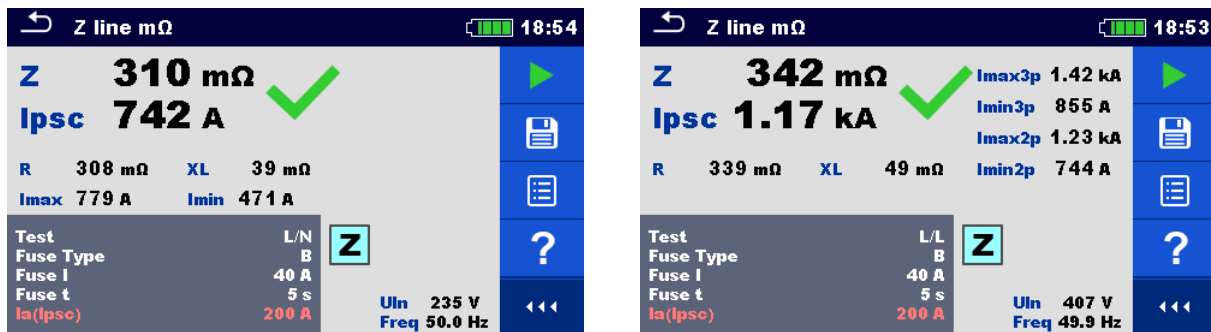 Z line mΩ 18:54
Z 310 mΩ
Ipsc 742 A
R 308 mΩ XL 39 mΩ
Imax 779 A Imin 471 A
Test L/N
Fuse Type B
Fuse I 40 A
Fuse t 5 s
Ia(Ipsc) 200 A
Z
Uln 235 V
Freq 50.0 Hz
?
Z line mΩ 18:53
Z 342 mΩ
Ipsc 1.17 kA
Imax3p 1.42 kA
Imin3p 855 A
Imax2p 1.23 kA
Imin2p 744 A
R 339 mΩ XL 49 mΩ
Test L/L
Fuse Type B
Fuse I 40 A
Fuse t 5 s
Ia(Ipsc) 200 A
Z
Uln 407 V
Freq 49.9 Hz
?